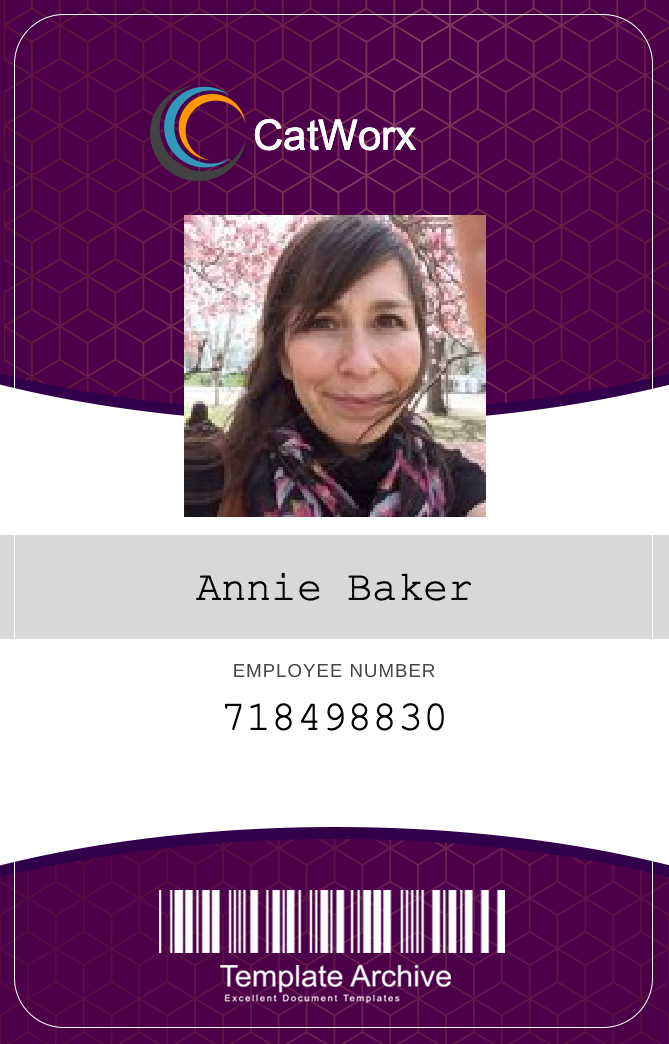 CatWorx
Annie Baker
EMPLOYEE NUMBER
718498830
Template Archive
Excellent Document Templates